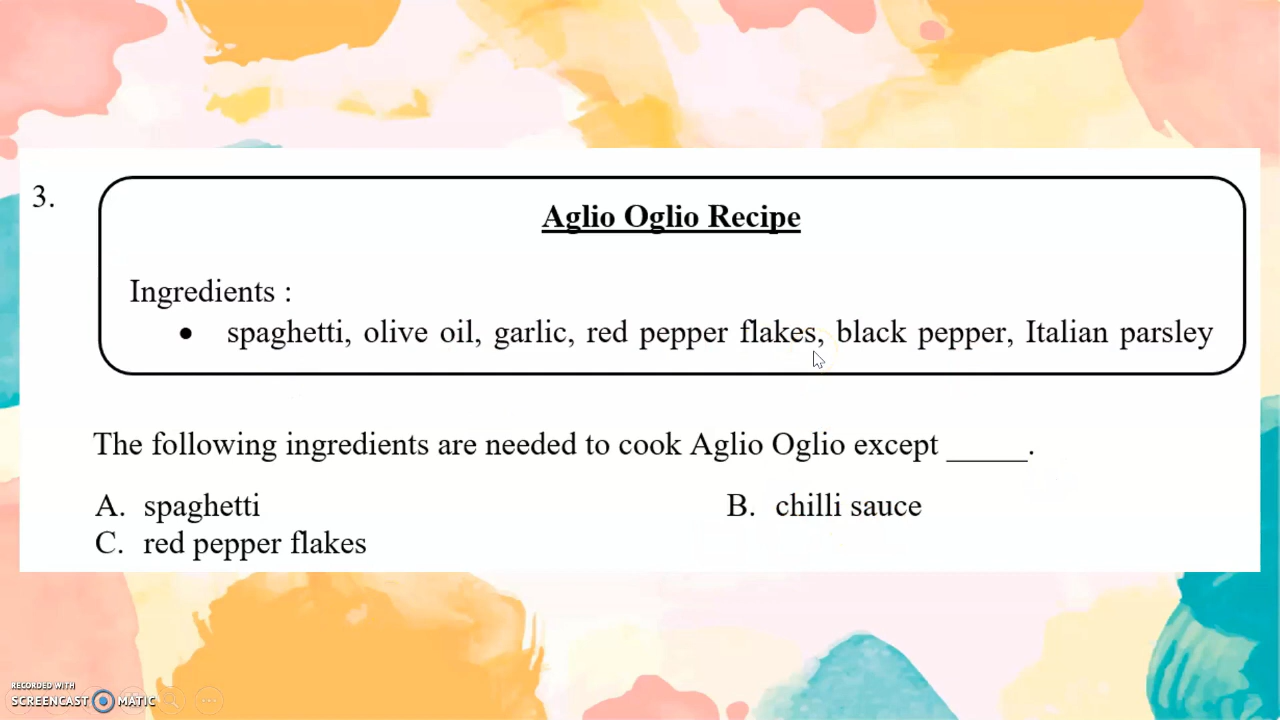 3.
Aglio Oglio Recipe
Ingredients :
• spaghetti, olive oil, garlic, red pepper flakes, black pepper, Italian parsley
The following ingredients are needed to cook Aglio Oglio except _____.
A. spaghetti
B. chilli sauce
C. red pepper flakes
RECORDED WITH
SCREENCAST MATIC